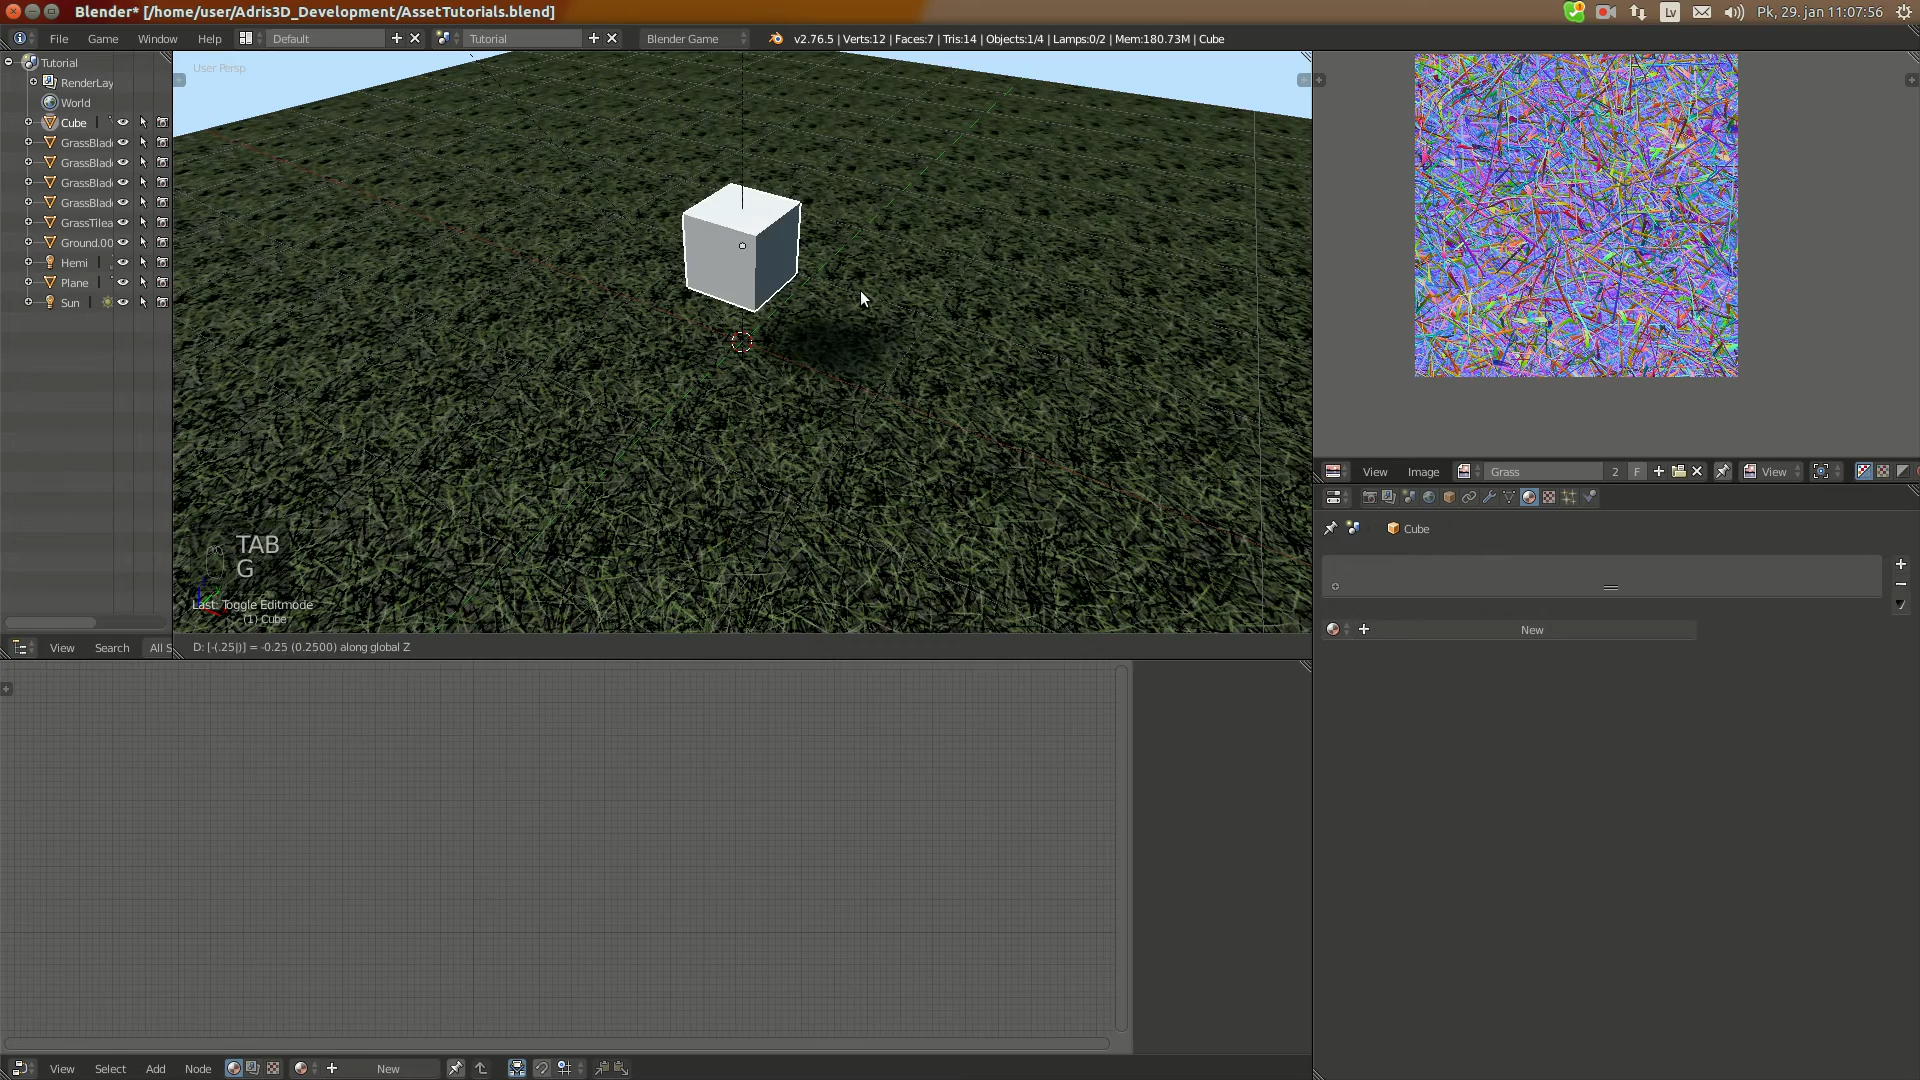 Blender* [/home/user/Adris3D_Development/AssetTutorials.blend]
Lv
Pk, 29. jan 11:07:56
File Game Window Help
Default
Tutorial
Blender Game
v2.76.5 | Verts:12 | Faces:7 | Tris:14 | Objects:1/4 | Lamps:0/2 | Mem:180.73M | Cube
Tutorial
RenderLay
World
Cube
GrassBlad
GrassBlad
GrassBlad
GrassBlad
GrassTilea
Ground.00
Hemi
Plane
Sun
View Search All S
User Persp
TAB
G
Last: Toggle Editmode
(1) Cube
D: [-(.25|)] = -0.25 (0.2500) along global Z
View Image
Grass
2
F
View
Cube
New
View Select Add Node
New